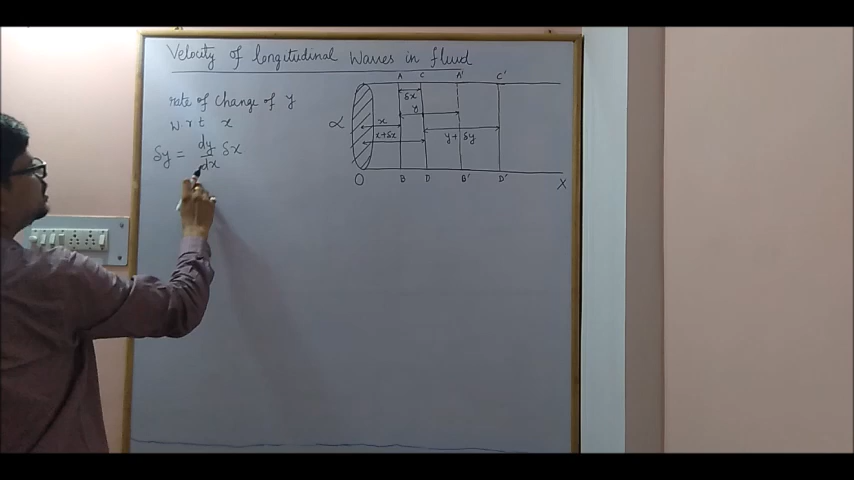 Velocity of longitudinal Waves in fluid
rate of change of y
w r t x
δy = dy/dx δx
A C A' C'
δx
y
α
x
x+δx
y + δy
O B D B' D' X